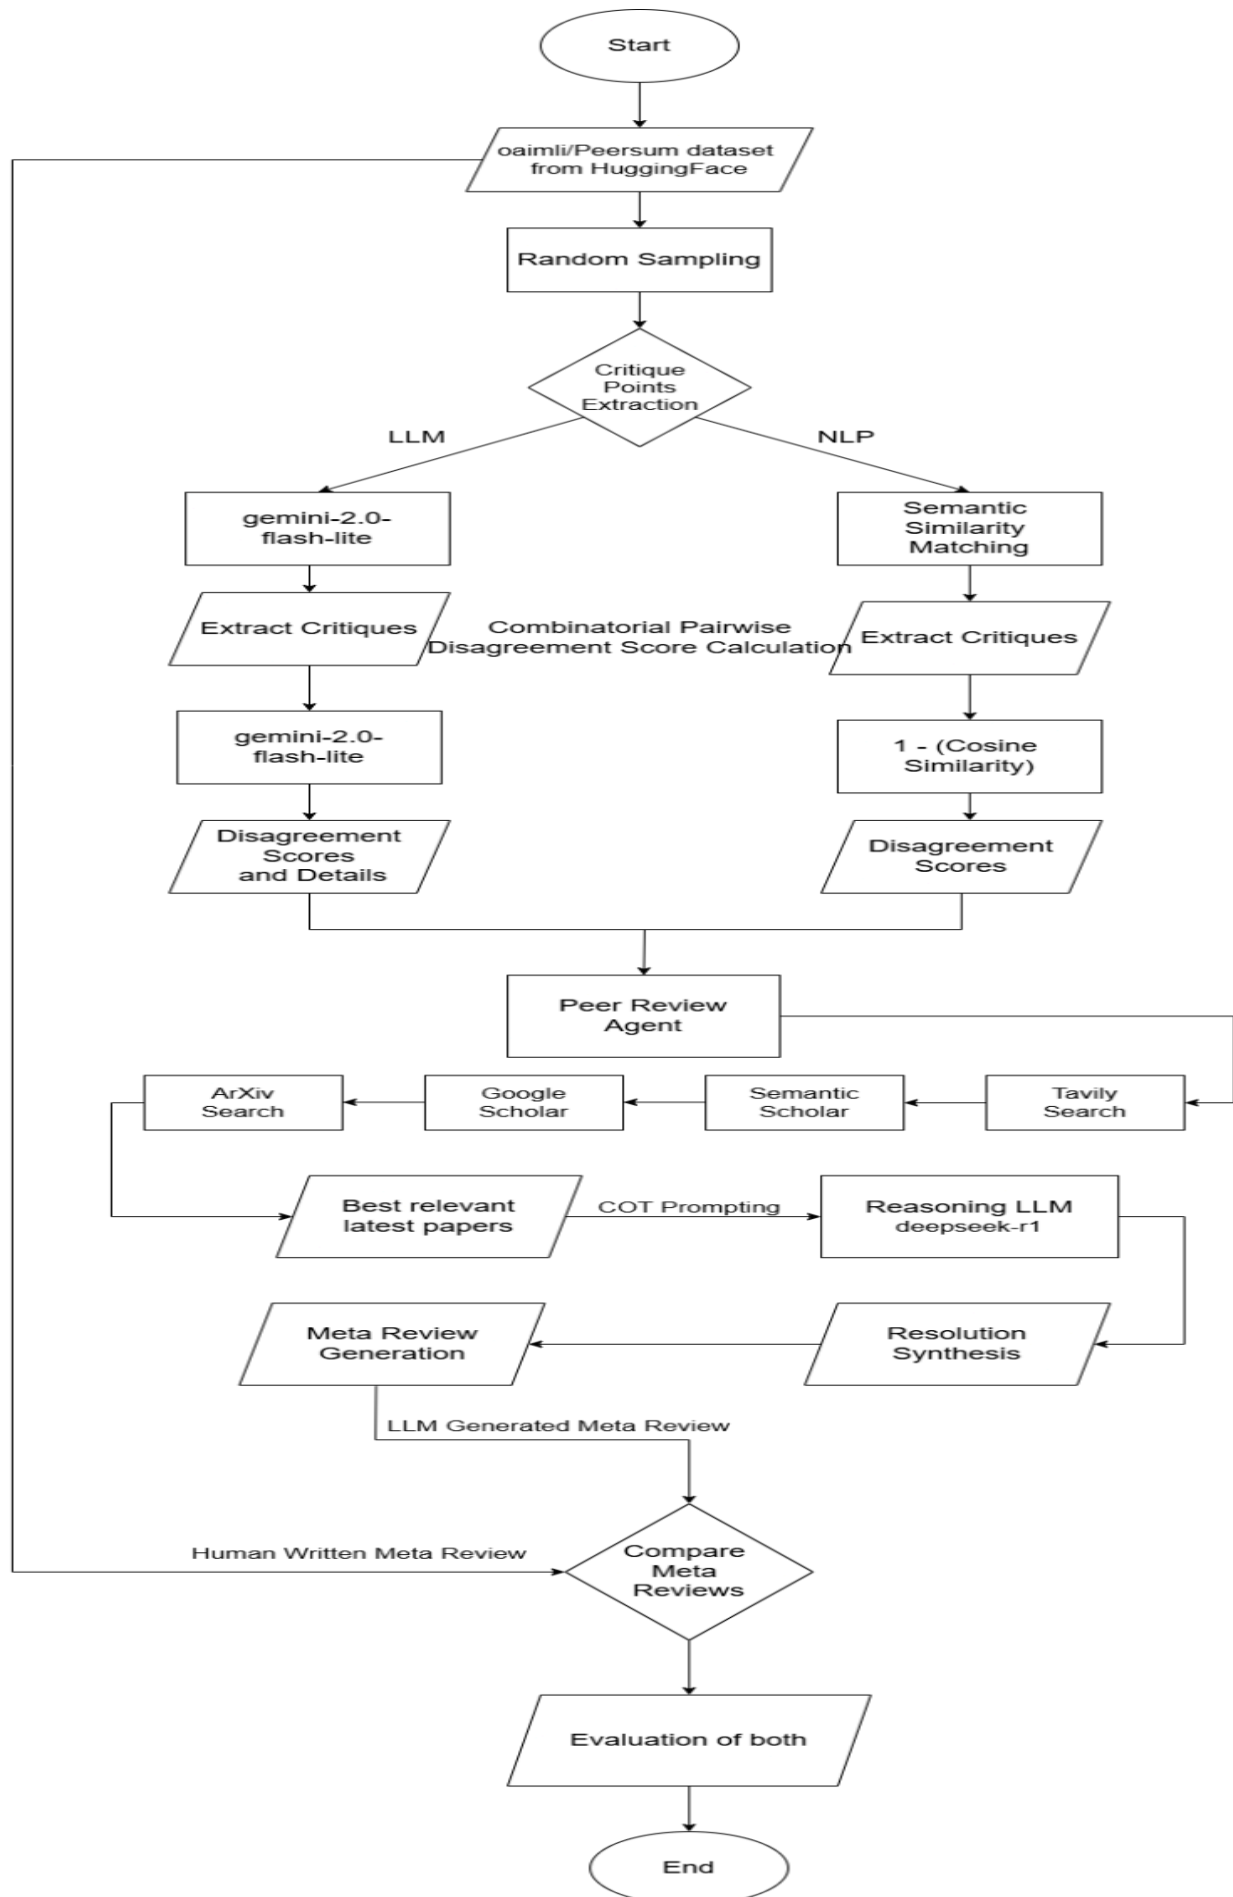 Start
oaimli/Peersum dataset
from HuggingFace
Random Sampling
Critique
Points
Extraction
LLM
NLP
gemini-2.0-
flash-lite
Semantic
Similarity
Matching
Extract Critiques
Combinatorial Pairwise
Disagreement Score Calculation
Extract Critiques
gemini-2.0-
flash-lite
1 - (Cosine
Similarity)
Disagreement
Scores
and Details
Disagreement
Scores
Peer Review
Agent
ArXiv
Search
Google
Scholar
Semantic
Scholar
Tavily
Search
Best relevant
latest papers
COT Prompting
Reasoning LLM
deepseek-r1
Meta Review
Generation
Resolution
Synthesis
LLM Generated Meta Review
Human Written Meta Review
Compare
Meta
Reviews
Evaluation of both
End